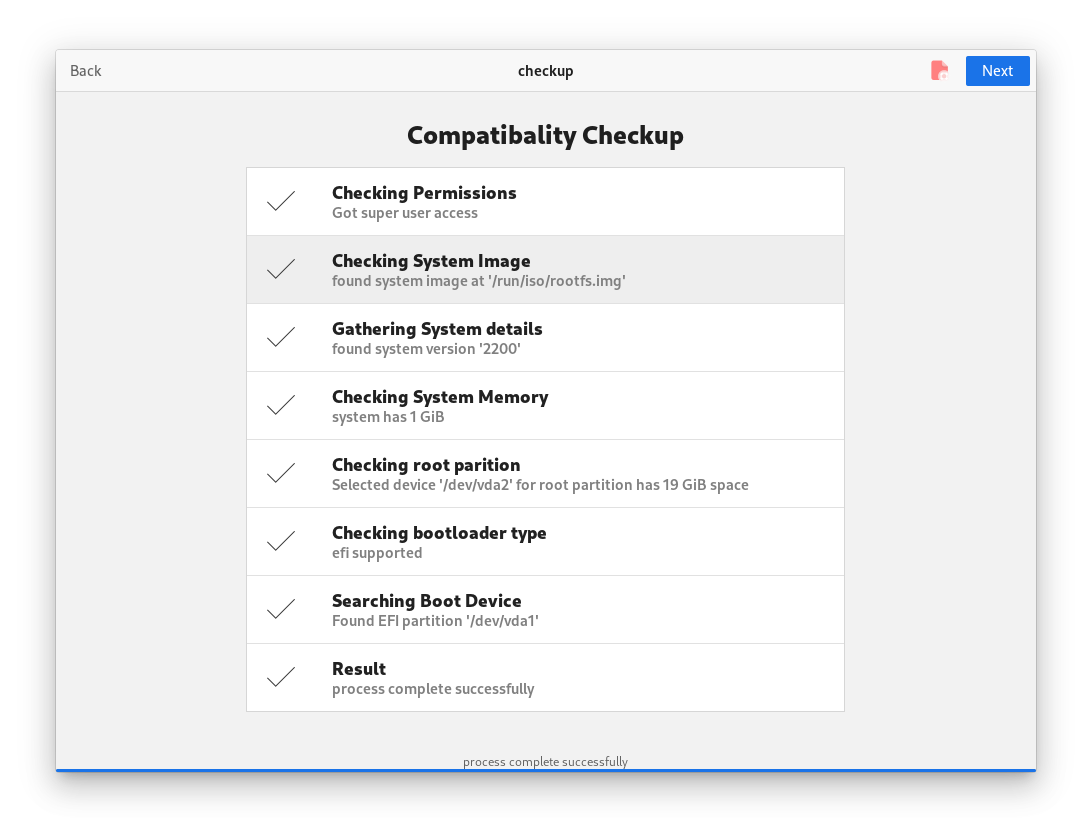 Back
checkup
Next
Compatibality Checkup
Checking Permissions
Got super user access
Checking System Image
found system image at '/run/iso/rootfs.img'
Gathering System details
found system version '2200'
Checking System Memory
system has 1 GiB
Checking root parition
Selected device '/dev/vda2' for root partition has 19 GiB space
Checking bootloader type
efi supported
Searching Boot Device
Found EFI partition '/dev/vda1'
Result
process complete successfully
process complete successfully